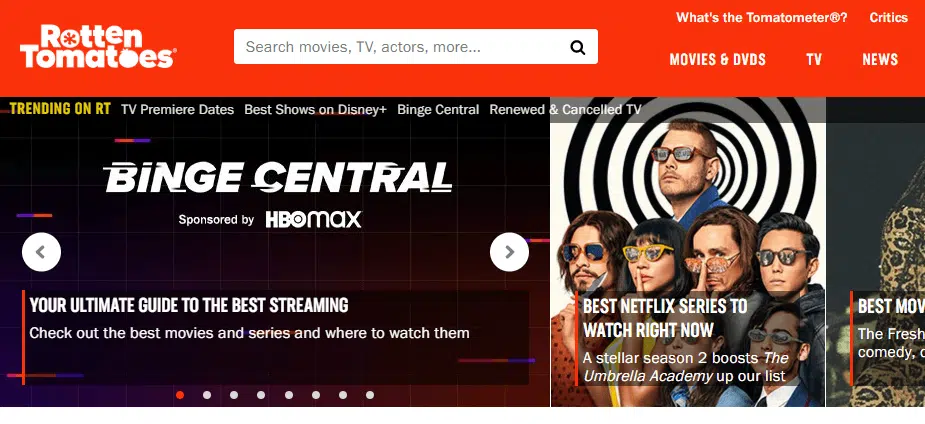 What's the Tomatometer®? Critics
Rotten
Tomatoes®
Search movies, TV, actors, more...
MOVIES & DVDS TV NEWS
TRENDING ON RT TV Premiere Dates Best Shows on Disney+ Binge Central Renewed & Cancelled TV
BINGE CENTRAL
Sponsored by HBOmax
YOUR ULTIMATE GUIDE TO THE BEST STREAMING
Check out the best movies and series and where to watch them
BEST NETFLIX SERIES TO
WATCH RIGHT NOW
A stellar season 2 boosts The
Umbrella Academy up our list
BEST MOV
The Fresh
comedy,